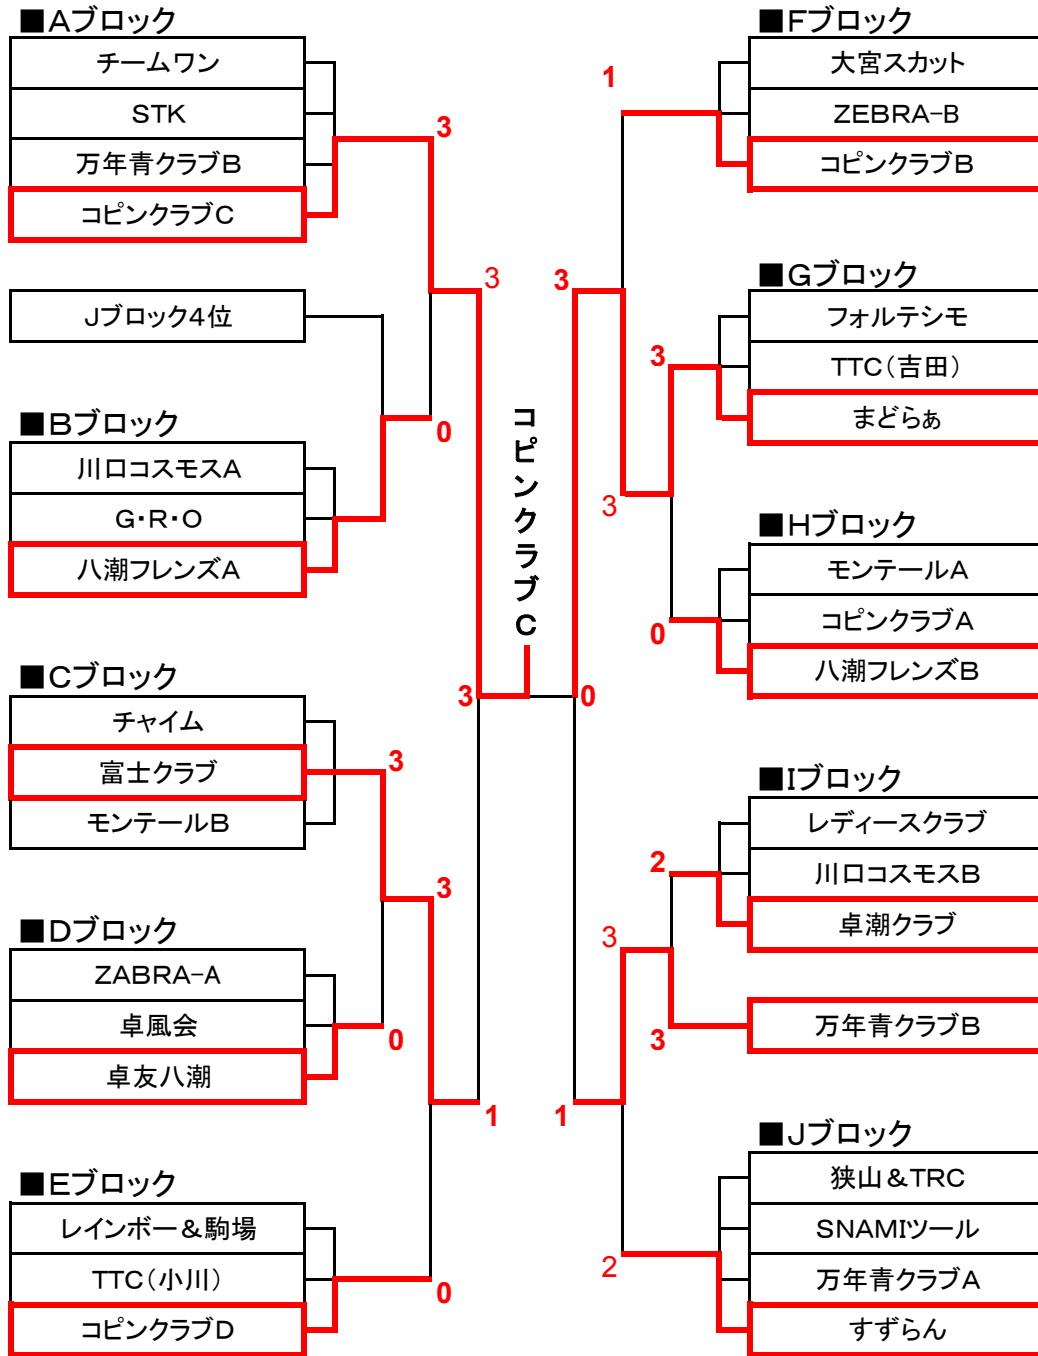 ■Aブロック
チームワン
STK
万年青クラブB
コピンクラブC
3
Jブロック4位
3
■Bブロック
川口コスモスA
G・R・O
八潮フレンズA
0
■Cブロック
チャイム
富士クラブ
モンテールB
3
3
■Dブロック
ZABRA-A
卓風会
卓友八潮
0
3
1
■Eブロック
レインボー＆駒場
TTC（小川）
コピンクラブD
0
コピンクラブC
■Fブロック
大宮スカット
ZEBRA-B
コピンクラブB
1
3
■Gブロック
フォルテシモ
TTC（吉田）
まどらぁ
3
3
■Hブロック
モンテールA
コピンクラブA
八潮フレンズB
0
0
■Iブロック
レディースクラブ
川口コスモスB
卓潮クラブ
2
3
万年青クラブB
3
1
■Jブロック
狭山＆TRC
SNAMIツール
万年青クラブA
すずらん
2